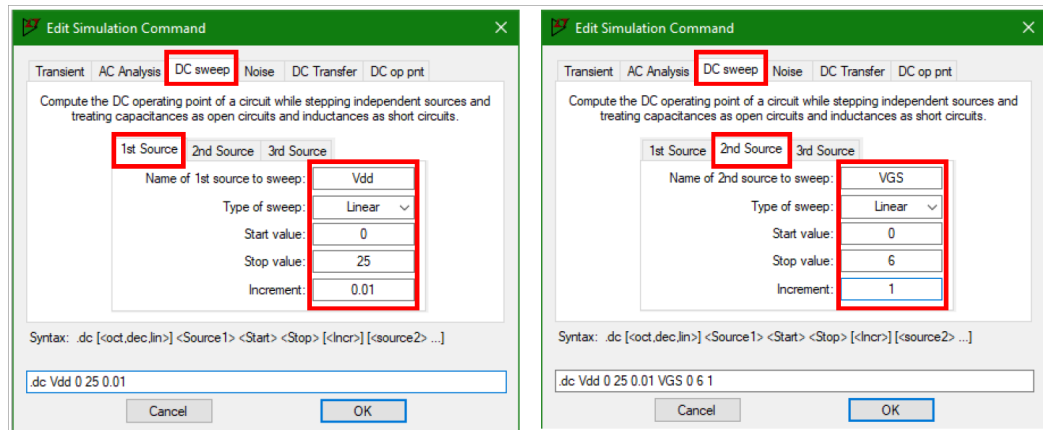 Edit Simulation Command
Transient AC Analysis DC sweep Noise DC Transfer DC op pnt
Compute the DC operating point of a circuit while stepping independent sources and
treating capacitances as open circuits and inductances as short circuits.
1st Source 2nd Source 3rd Source
Name of 1st source to sweep: Vdd
Type of sweep: Linear
Start value: 0
Stop value: 25
Increment: 0.01
Syntax: .dc [<oct,dec,lin>] <Source1> <Start> <Stop> [<Incr>] [<source2> ...]
.dc Vdd 0 25 0.01
Cancel OK
Edit Simulation Command
Transient AC Analysis DC sweep Noise DC Transfer DC op pnt
Compute the DC operating point of a circuit while stepping independent sources and
treating capacitances as open circuits and inductances as short circuits.
1st Source 2nd Source 3rd Source
Name of 2nd source to sweep: VGS
Type of sweep: Linear
Start value: 0
Stop value: 6
Increment: 1
Syntax: .dc [<oct,dec,lin>] <Source1> <Start> <Stop> [<Incr>] [<source2> ...]
.dc Vdd 0 25 0.01 VGS 0 6 1
Cancel OK